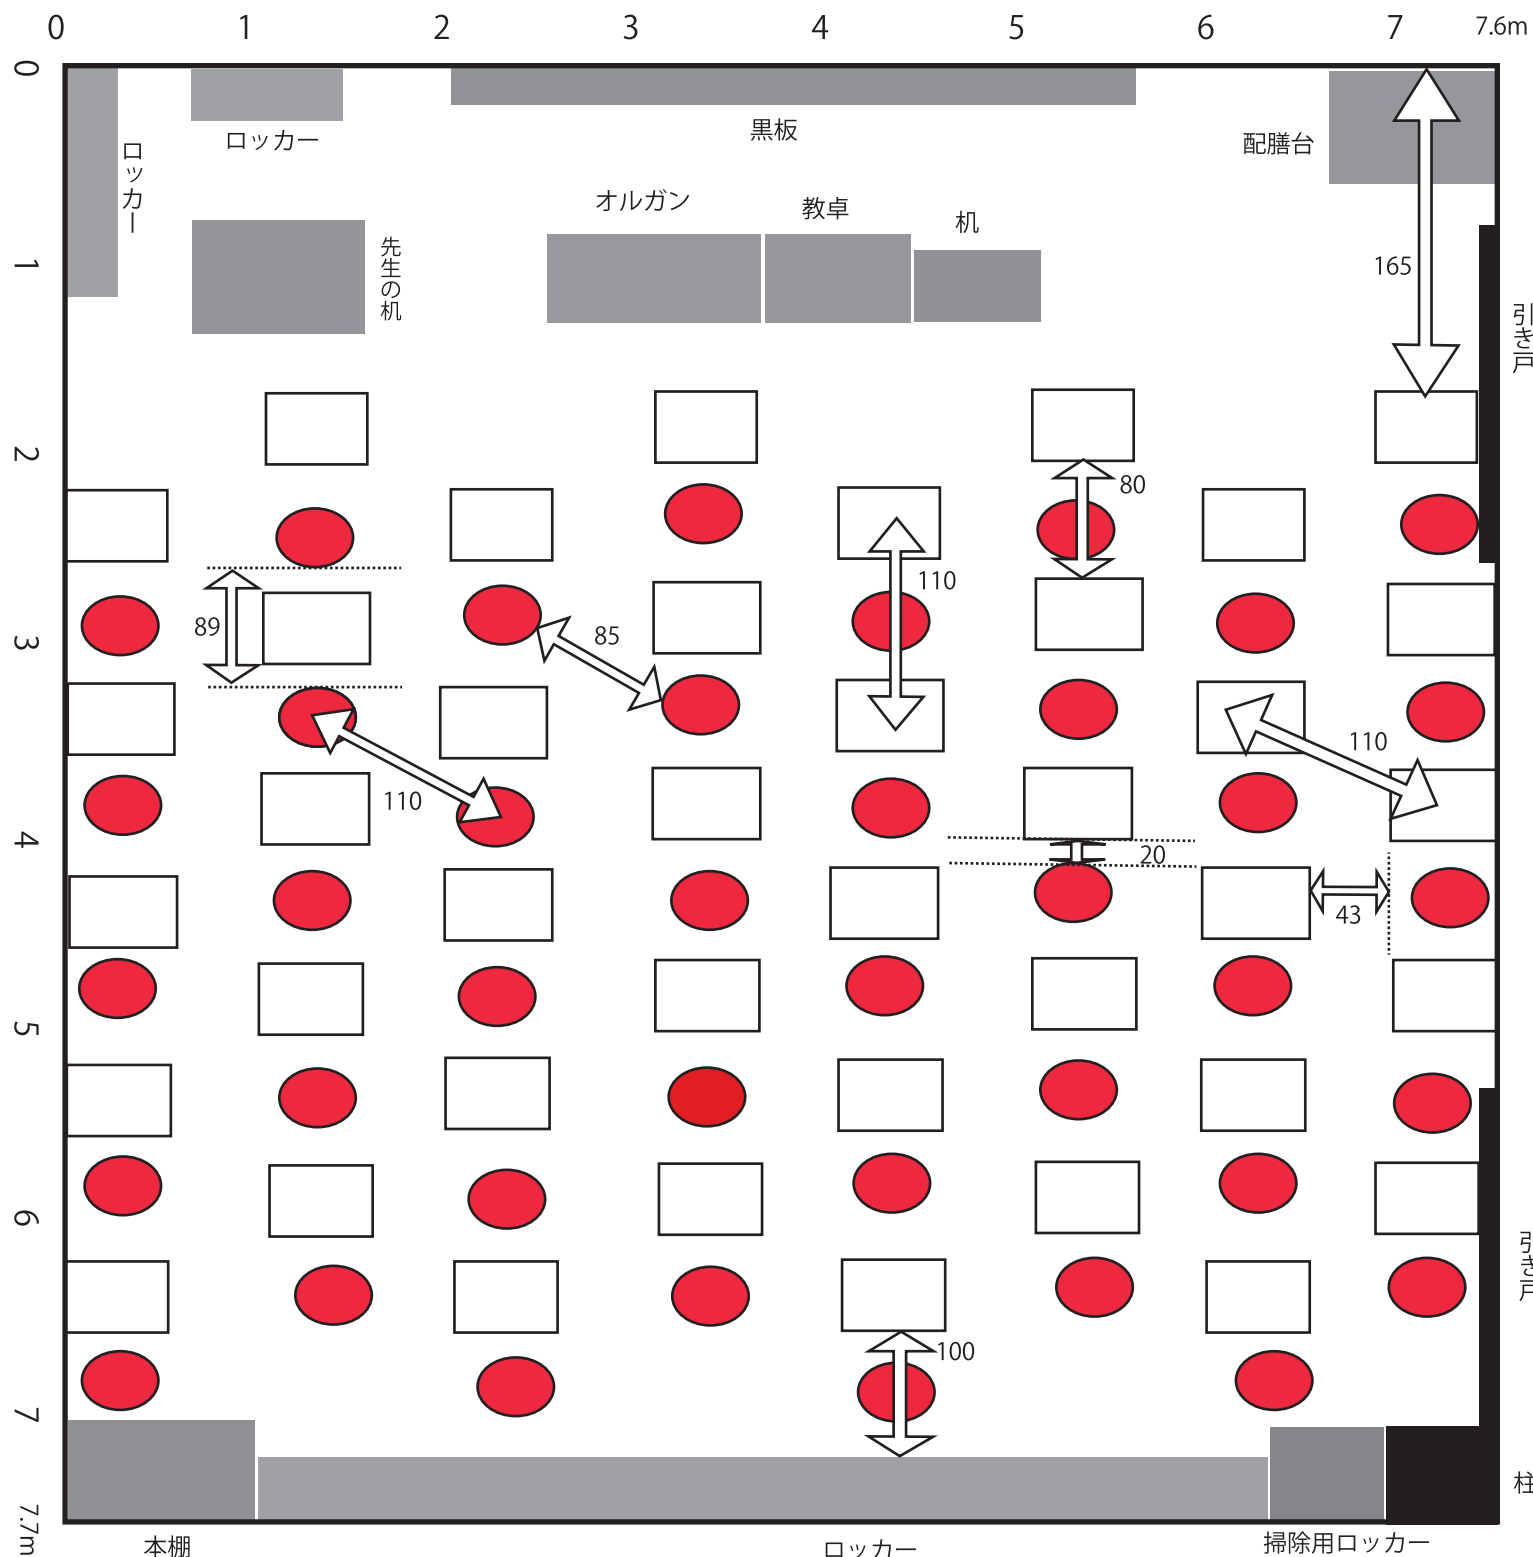 0 1 2 3 4 5 6 7 7.6m
0
ロッカー
黒板
配膳台
ロッカー
オルガン
教卓
机
先生の机
1
165
引き戸
2
80
110
89
3
85
110
110
4
20
43
5
6
引き戸
100
7
7.7m
柱
本棚
ロッカー
掃除用ロッカー